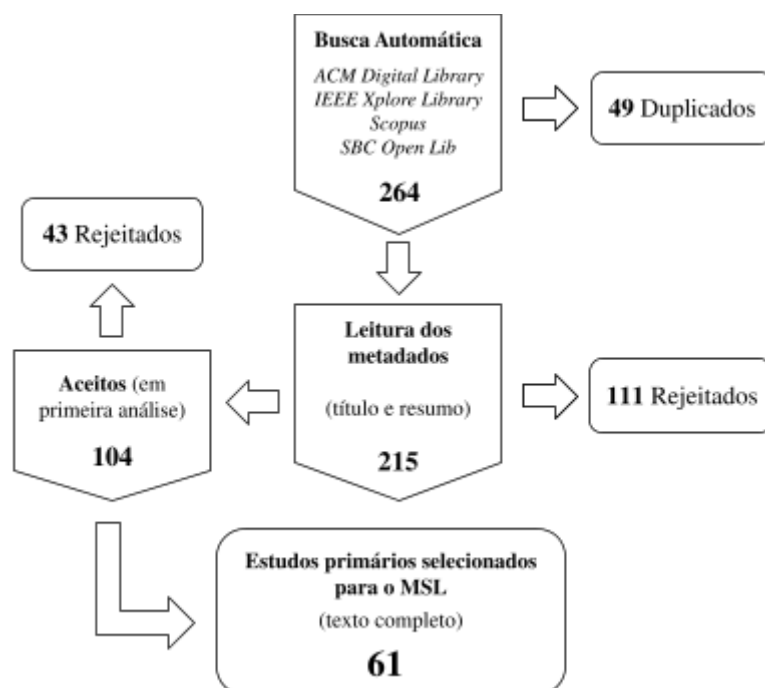 Busca Automática
ACM Digital Library
IEEE Xplore Library
Scopus
SBC Open Lib
264
49 Duplicados
43 Rejeitados
Leitura dos
metadados
(título e resumo)
215
111 Rejeitados
Aceitos (em
primeira análise)
104
Estudos primários selecionados
para o MSL
(texto completo)
61